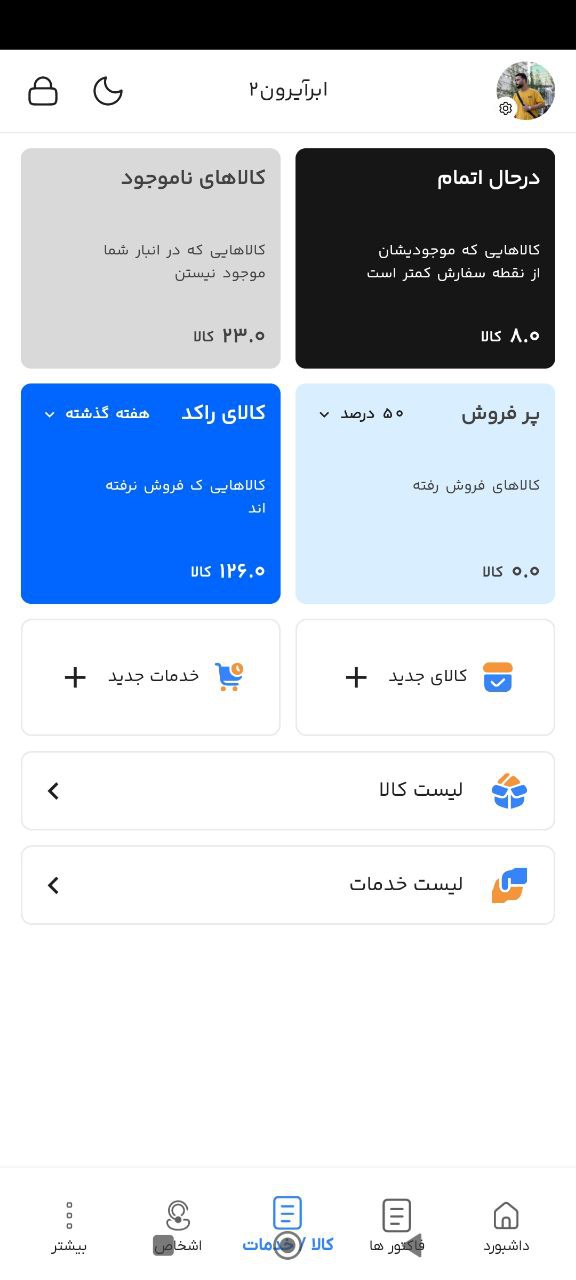 ابرآیرون۲
درحال اتمام
کالاهایی که موجودیشان
از نقطه سفارش کمتر است
۸.۰ کالا
کالاهای ناموجود
کالاهایی که در انبار شما
موجود نیستن
۲۳.۰ کالا
پر فروش
۵۰ درصد
کالاهای فروش رفته
۰.۰ کالا
کالای راکد
هفته گذشته
کالاهایی ک فروش نرفته
اند
۱۲۶.۰ کالا
کالای جدید
خدمات جدید
لیست کالا
لیست خدمات
داشبورد
فاکتور ها
کالا / خدمات
اشخاص
بیشتر